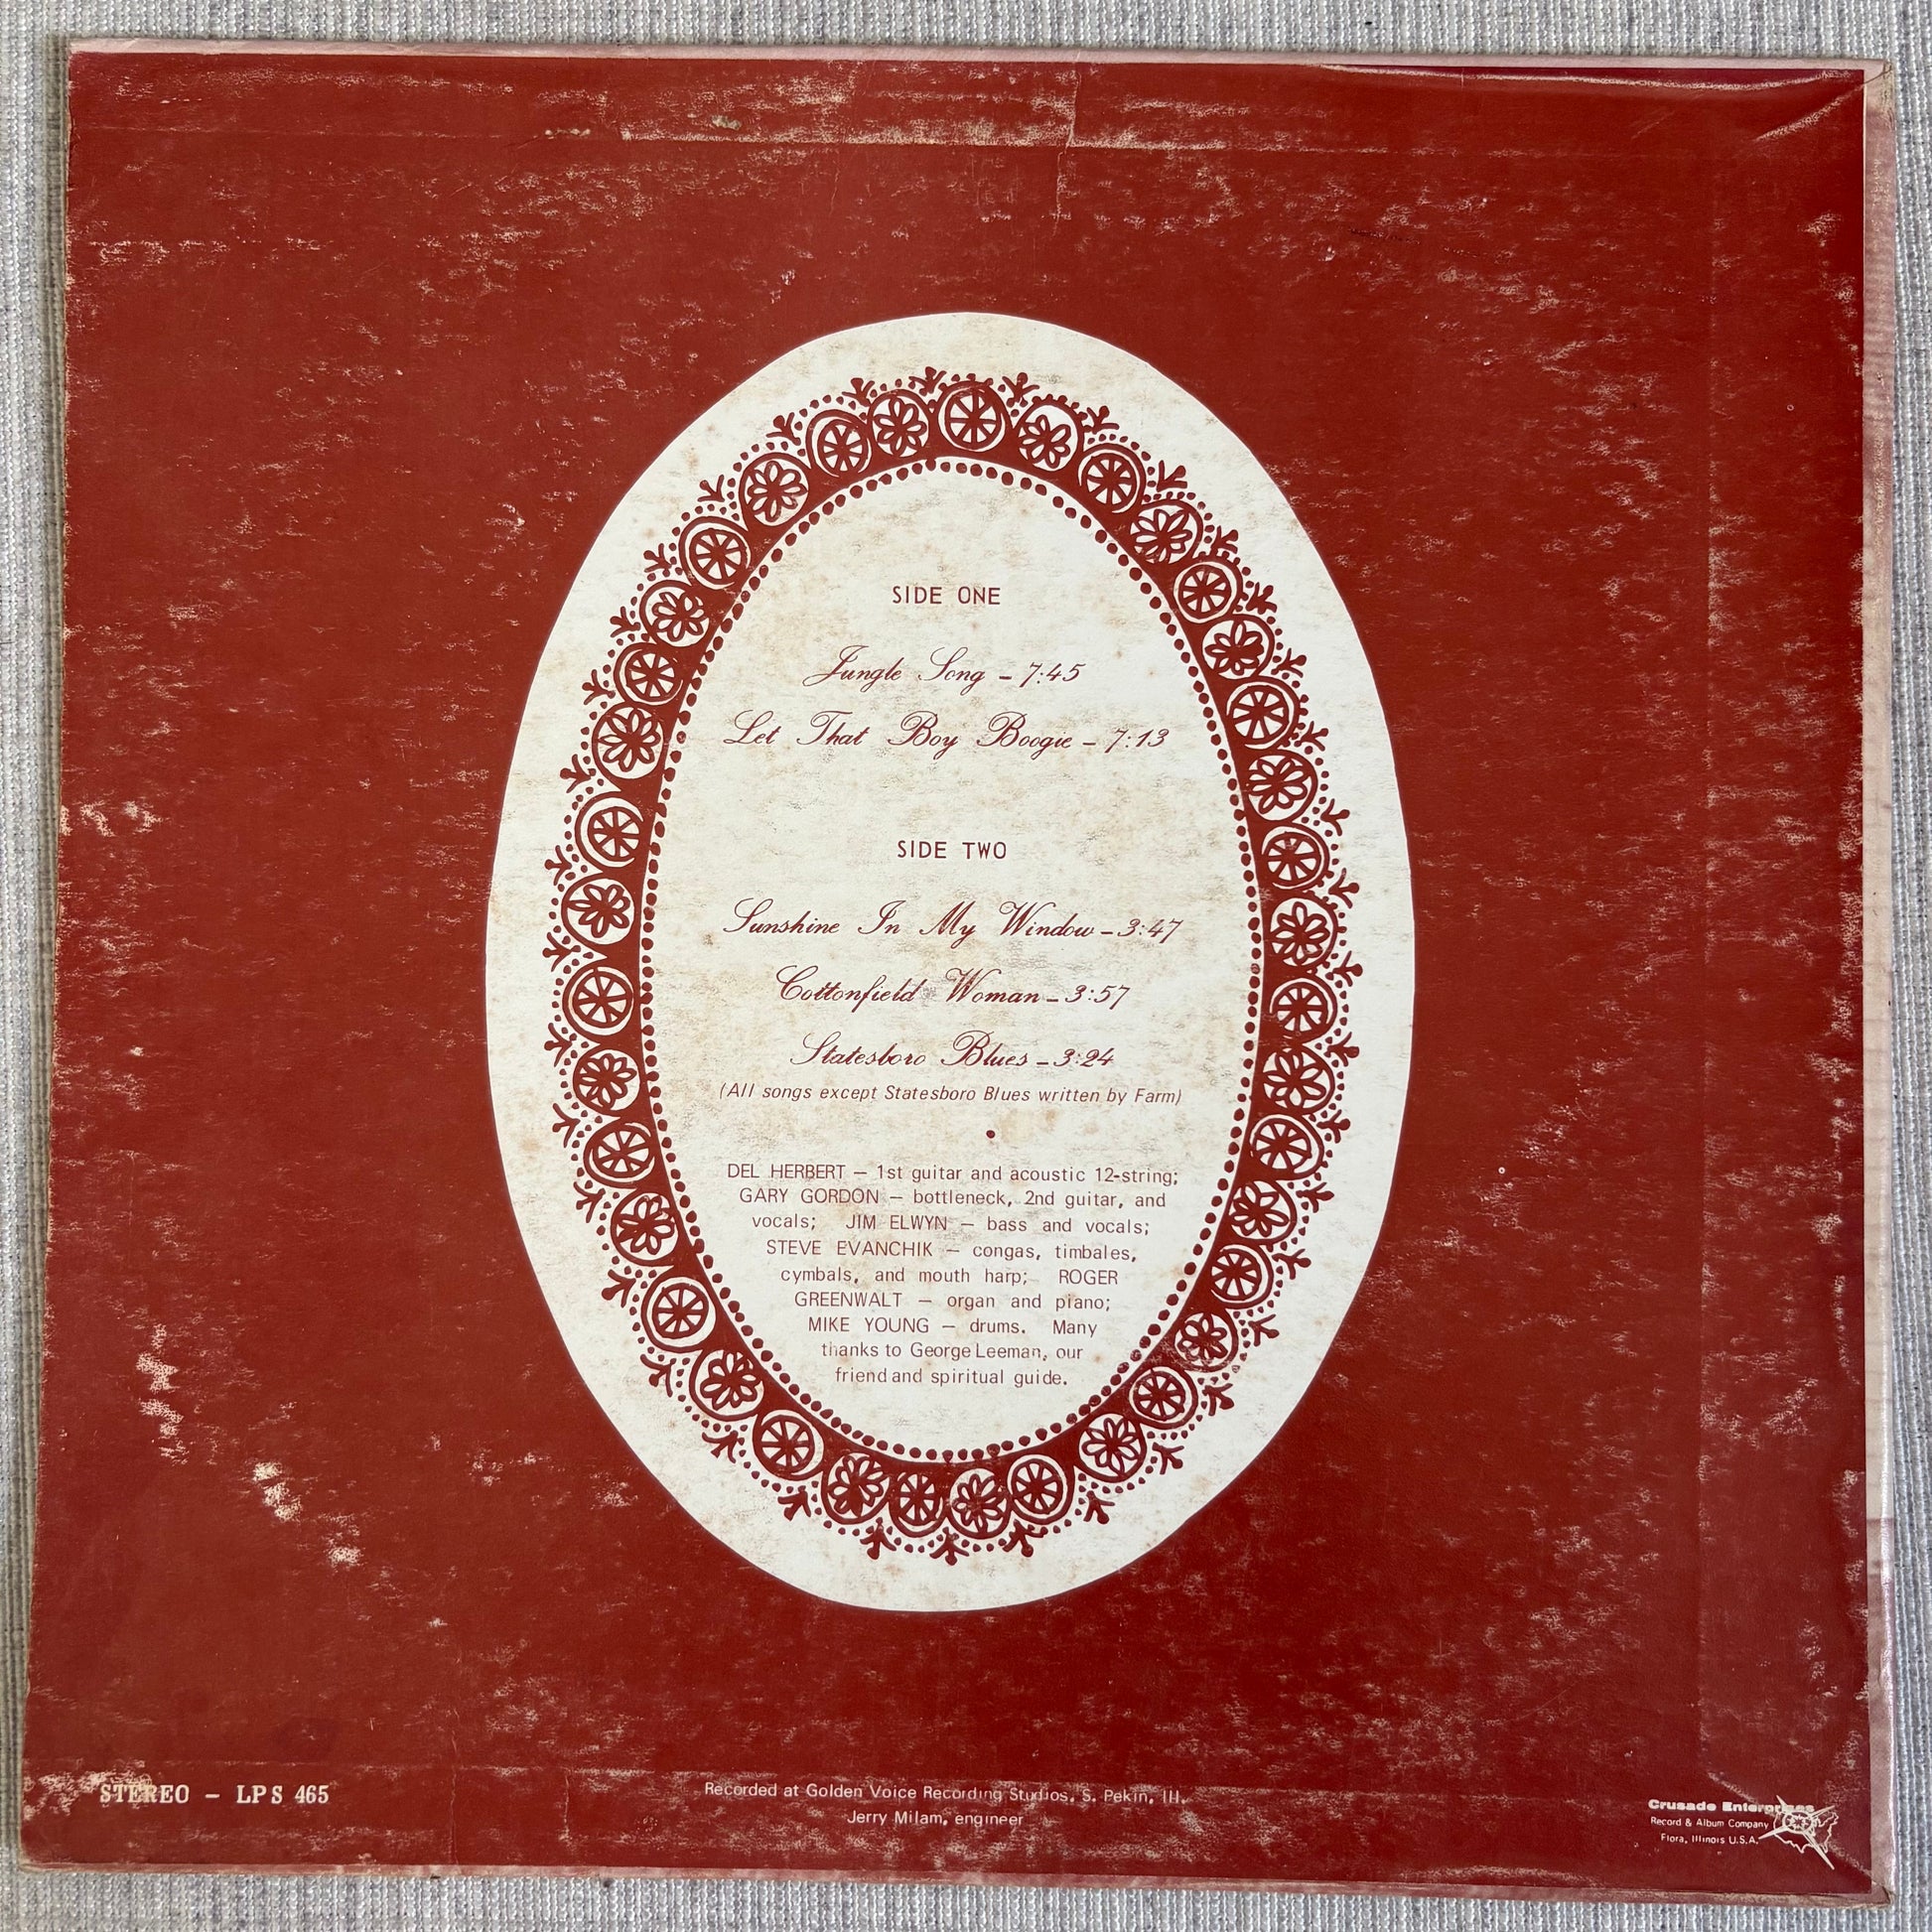 SIDE ONE
Jungle Song – 7:45
Let That Boy Boogie – 7:13
SIDE TWO
Sunshine In My Window – 3:47
Cottonfield Woman – 3:57
Statesboro Blues – 3:24
(All songs except Statesboro Blues written by Farm)
DEL HERBERT – 1st guitar and acoustic 12-string;
GARY GORDON – bottleneck, 2nd guitar, and
vocals; JIM ELWYN – bass and vocals;
STEVE EVANCHIK – congas, timbales,
cymbals, and mouth harp; ROGER
GREENWALT – organ and piano;
MIKE YOUNG – drums. Many
thanks to George Leeman, our
friend and spiritual guide.
STEREO – LPS 465
Recorded at Golden Voice Recording Studios, S. Pekin, Ill.
Jerry Milam, engineer
Crusade Enterprises
Record & Album Company
Flora, Illinois U.S.A.